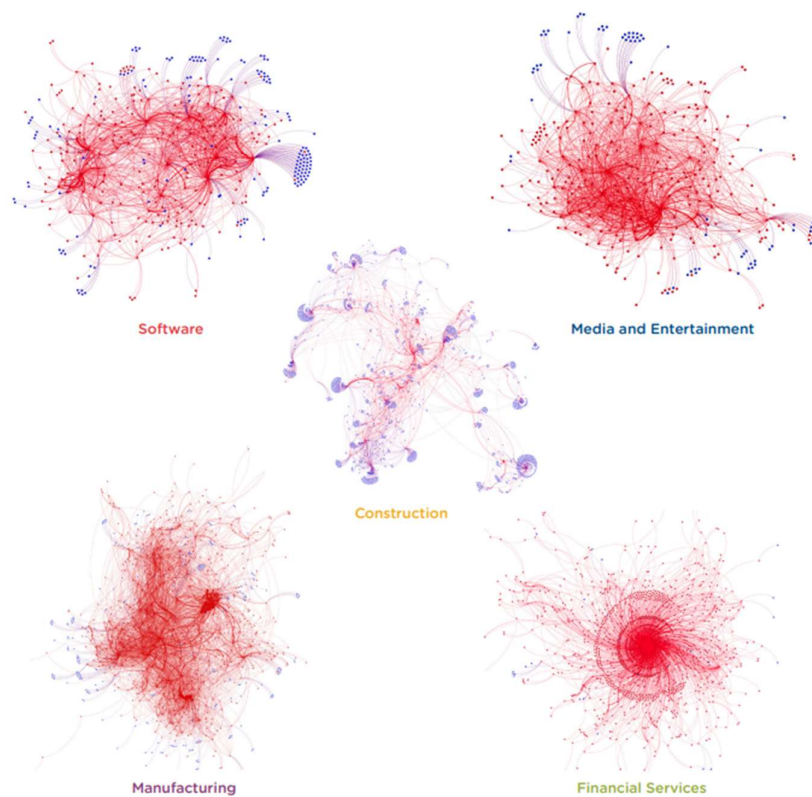 Software
Media and Entertainment
Construction
Manufacturing
Financial Services